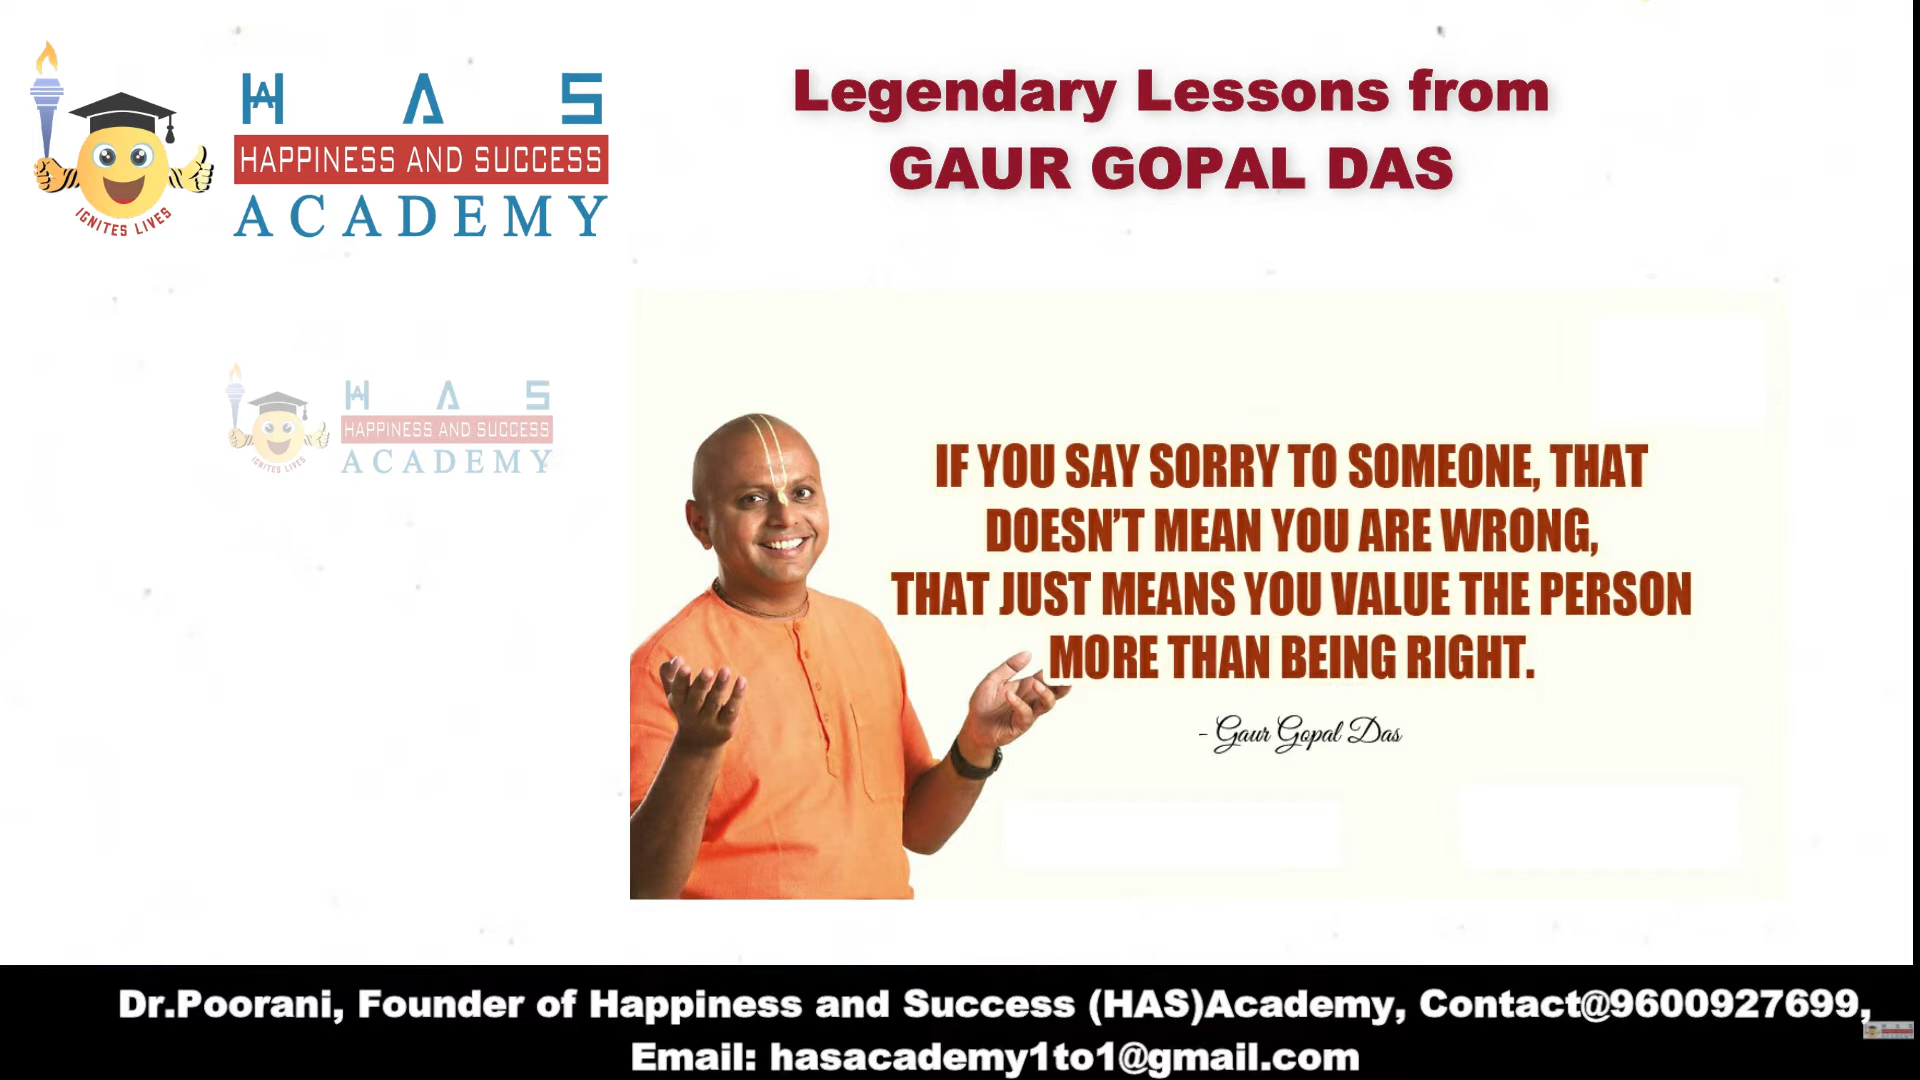 HAS
HAPPINESS AND SUCCESS
ACADEMY
IGNITES LIVES
Legendary Lessons from
GAUR GOPAL DAS
HAS
HAPPINESS AND SUCCESS
ACADEMY
IGNITES LIVES
IF YOU SAY SORRY TO SOMEONE, THAT
DOESN'T MEAN YOU ARE WRONG,
THAT JUST MEANS YOU VALUE THE PERSON
MORE THAN BEING RIGHT.
- Gaur Gopal Das
Dr.Poorani, Founder of Happiness and Success (HAS)Academy, Contact@9600927699,
Email: hasacademy1to1@gmail.com